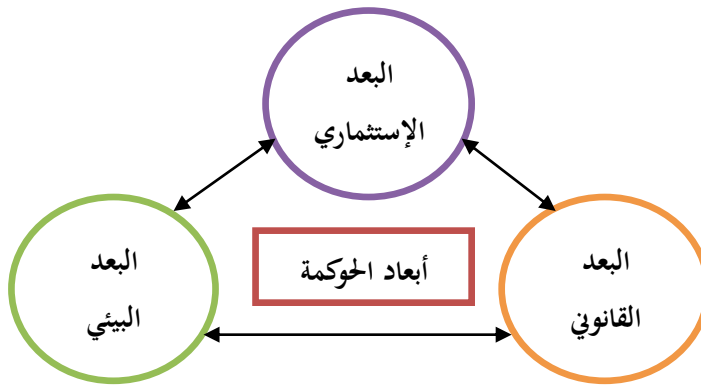 البعد
الإستثماري
البعد
القانوني
أبعاد الحوكمة
البعد
البيئي